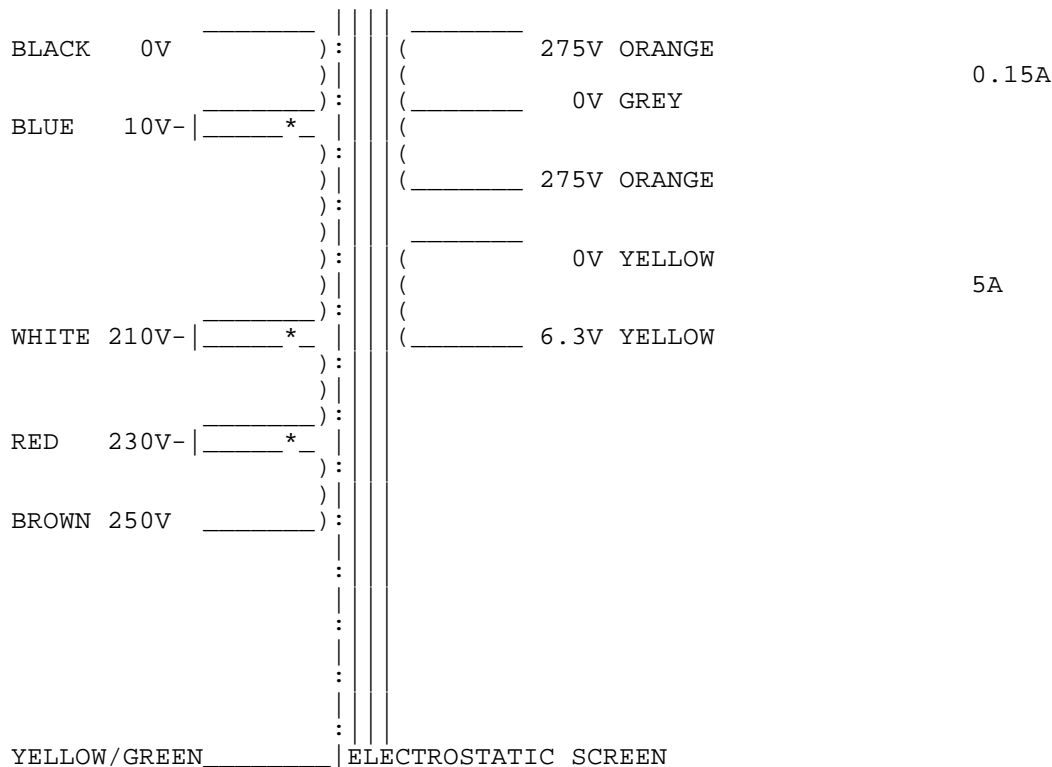 BLACK 0V 275V ORANGE
0.15A
0V GREY
BLUE 10V
275V ORANGE
0V YELLOW
5A
WHITE 210V 6.3V YELLOW
RED 230V
BROWN 250V
YELLOW/GREEN ELECTROSTATIC SCREEN